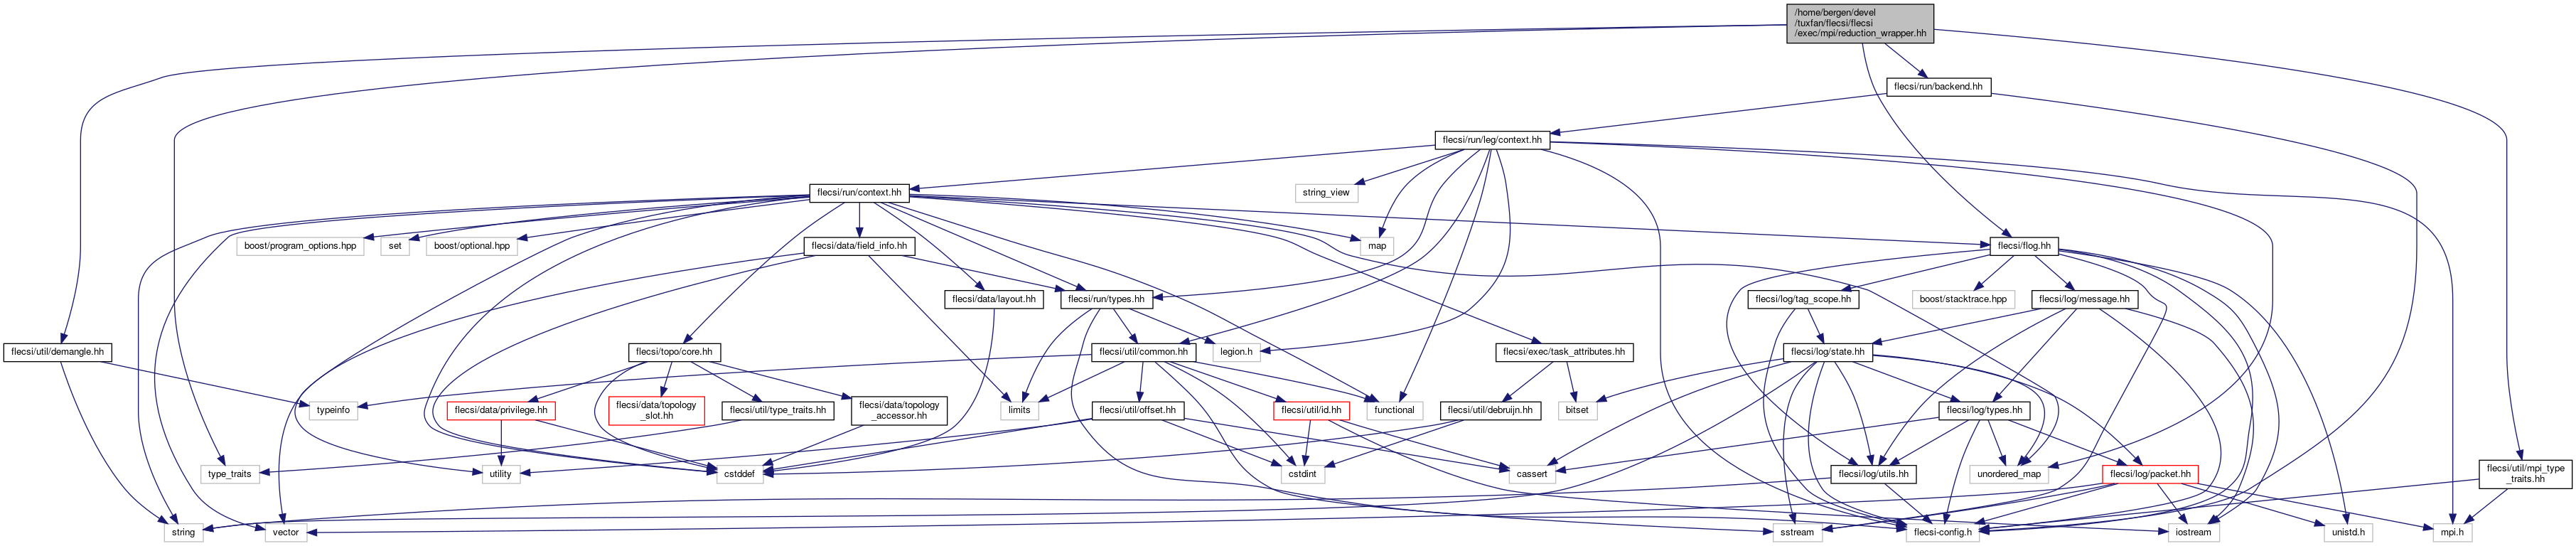 /home/bergen/devel
/tuxfan/flecsi/flecsi
/exec/mpi/reduction_wrapper.hh
flecsi/run/backend.hh
flecsi/run/leg/context.hh
flecsi/run/context.hh
string_view
boost/program_options.hpp
set
boost/optional.hpp
flecsi/data/field_info.hh
map
flecsi/flog.hh
flecsi/data/layout.hh
flecsi/run/types.hh
flecsi/log/tag_scope.hh
boost/stacktrace.hpp
flecsi/log/message.hh
flecsi/util/demangle.hh
flecsi/topo/core.hh
flecsi/util/common.hh
legion.h
flecsi/exec/task_attributes.hh
flecsi/log/state.hh
typeinfo
flecsi/data/privilege.hh
flecsi/data/topology
_slot.hh
flecsi/util/type_traits.hh
flecsi/data/topology
_accessor.hh
limits
flecsi/util/offset.hh
flecsi/util/id.hh
functional
flecsi/util/debruijn.hh
bitset
flecsi/log/types.hh
type_traits
utility
cstddef
cstdint
cassert
flecsi/log/utils.hh
unordered_map
flecsi/log/packet.hh
flecsi/util/mpi_type
_traits.hh
string
vector
sstream
flecsi-config.h
iostream
unistd.h
mpi.h